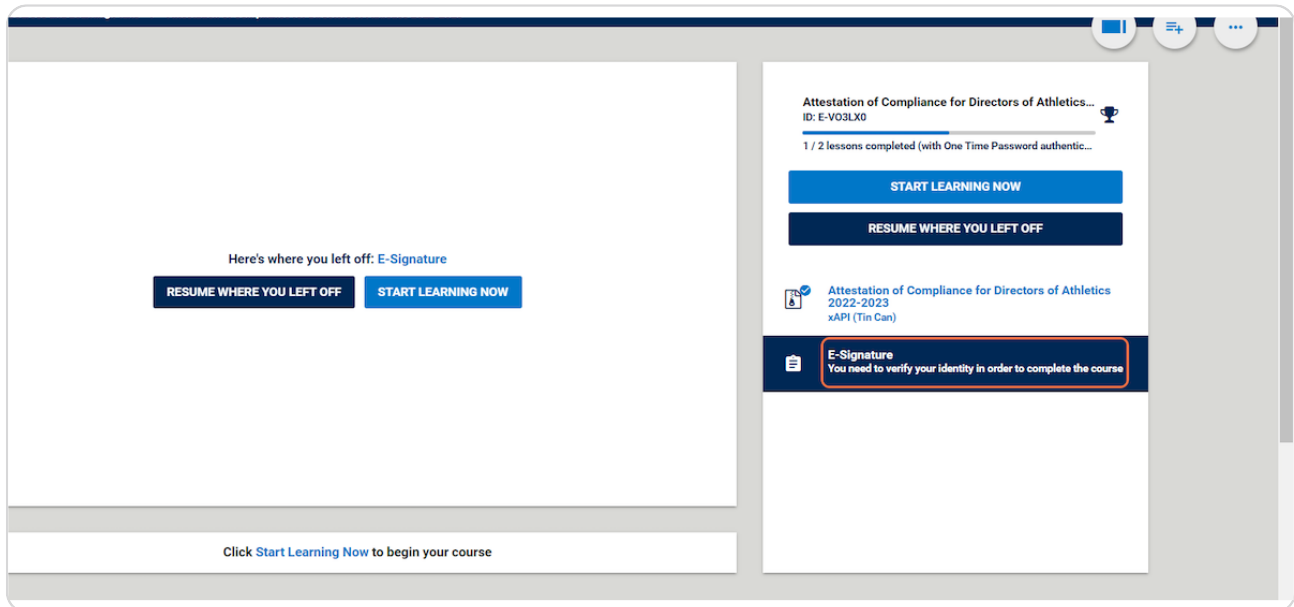 Here's where you left off: E-Signature
RESUME WHERE YOU LEFT OFF
START LEARNING NOW
Click Start Learning Now to begin your course
Attestation of Compliance for Directors of Athletics...
ID: E-VO3LX0
1 / 2 lessons completed (with One Time Password authentic...
START LEARNING NOW
RESUME WHERE YOU LEFT OFF
Attestation of Compliance for Directors of Athletics
2022-2023
xAPI (Tin Can)
E-Signature
You need to verify your identity in order to complete the course